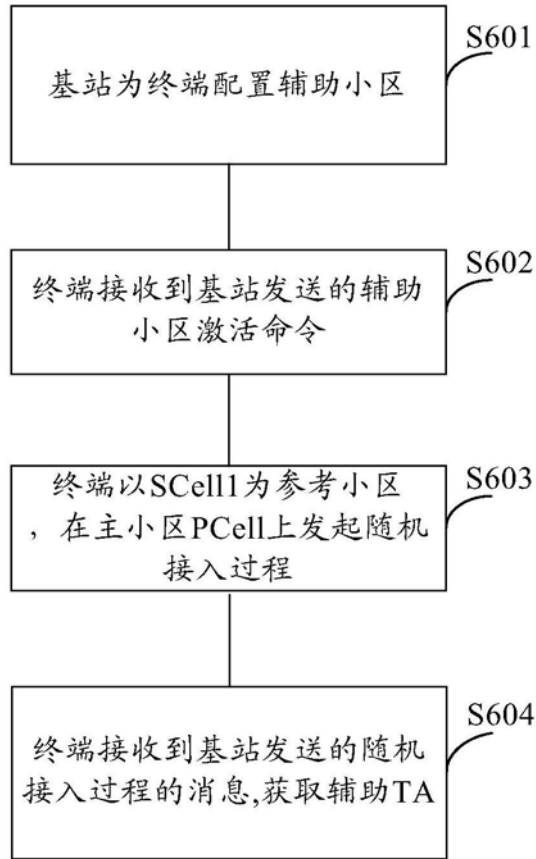 S601
基站为终端配置辅助小区
S602
终端接收到基站发送的辅助
小区激活命令
S603
终端以SCell1为参考小区
，在主小区PCell上发起随机
接入过程
S604
终端接收到基站发送的随机
接入过程的消息,获取辅助TA